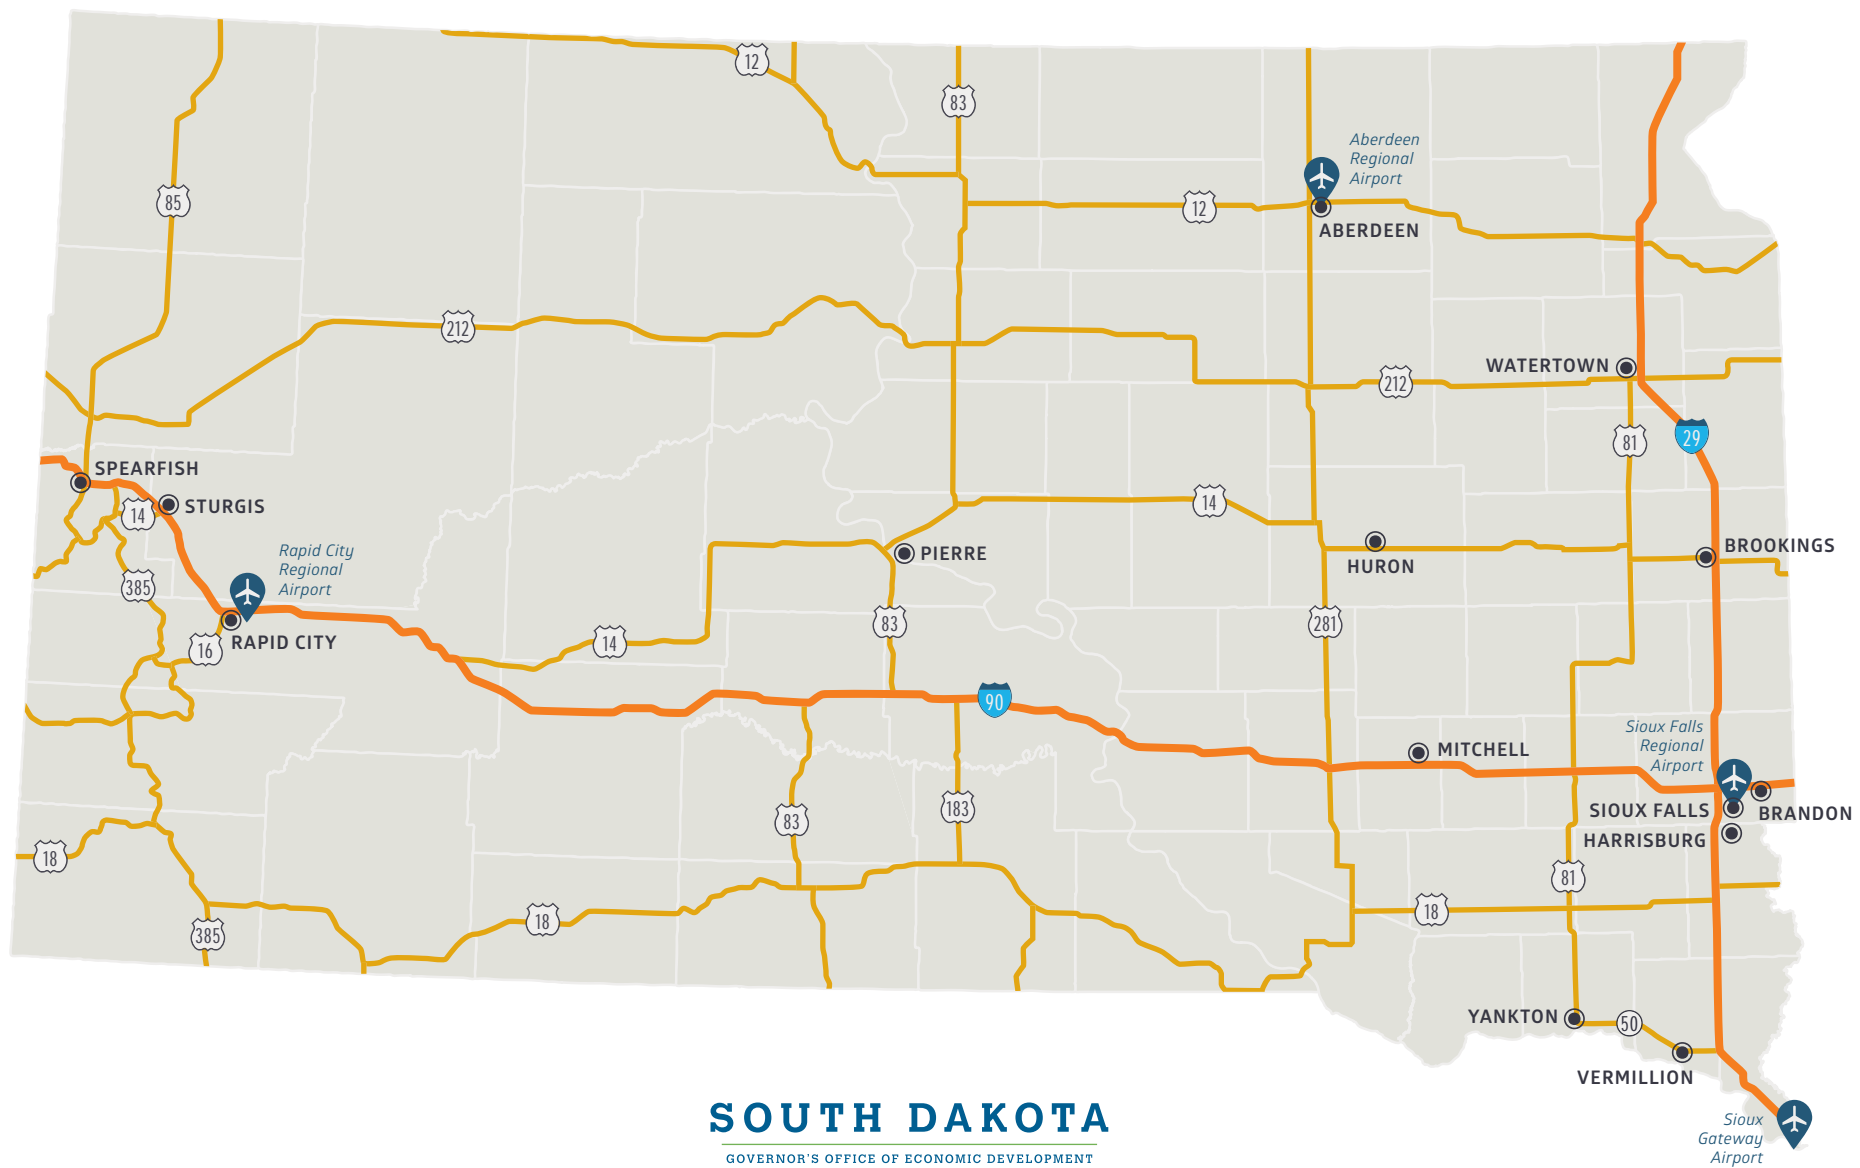 12
83
Aberdeen
Regional
Airport
85
12
ABERDEEN
212
WATERTOWN
212
81
29
SPEARFISH
STURGIS
14
14
Rapid City
Regional
Airport
PIERRE
HURON
BROOKINGS
385
RAPID CITY
16
14
83
281
90
MITCHELL
Sioux Falls
Regional
Airport
SIOUX FALLS
BRANDON
HARRISBURG
83
183
18
81
18
18
385
YANKTON
50
VERMILLION
Sioux
Gateway
Airport
SOUTH DAKOTA
GOVERNOR'S OFFICE OF ECONOMIC DEVELOPMENT